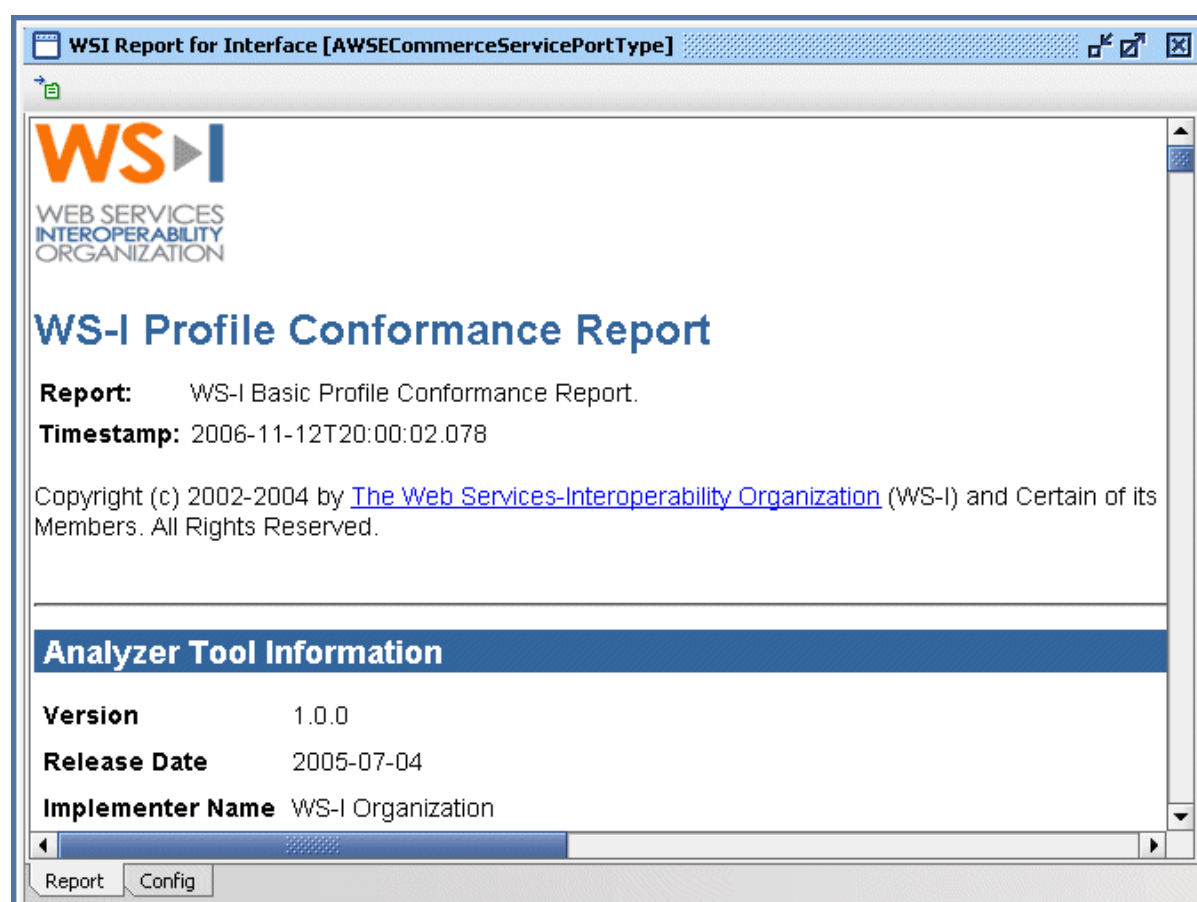 WSI Report for Interface [AWSECommerceServicePortType]
WS I
WEB SERVICES
INTEROPERABILITY
ORGANIZATION
WS-I Profile Conformance Report
Report: WS-I Basic Profile Conformance Report.
Timestamp: 2006-11-12T20:00:02.078
Copyright (c) 2002-2004 by The Web Services-Interoperability Organization (WS-I) and Certain of its
Members. All Rights Reserved.
Analyzer Tool Information
Version 1.0.0
Release Date 2005-07-04
Implementer Name WS-I Organization
Report Config